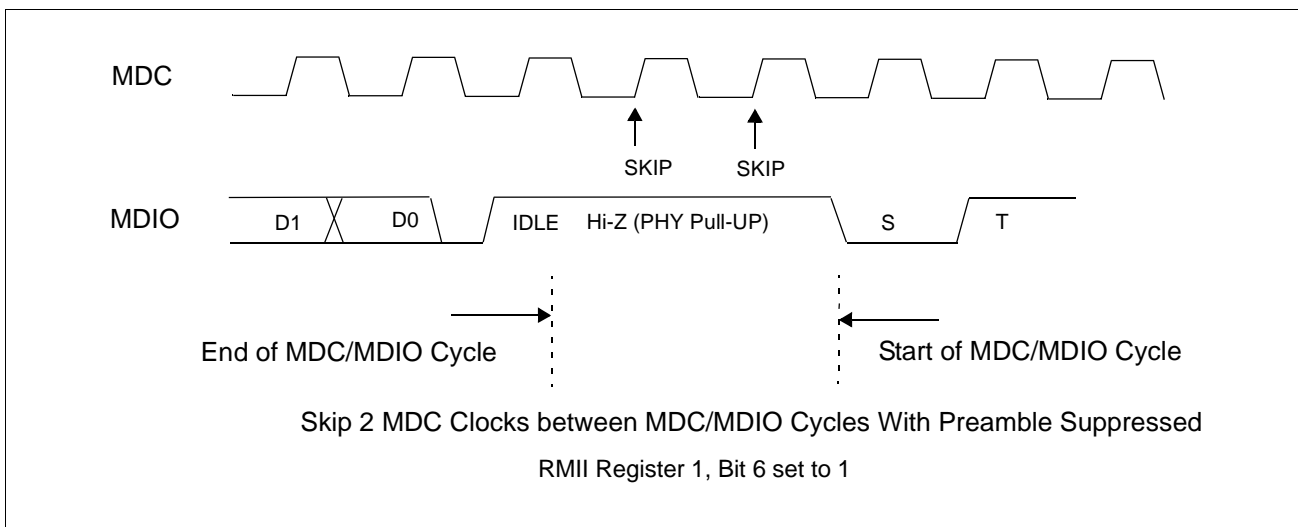 MDC
SKIP SKIP
MDIO D1 D0 IDLE Hi-Z (PHY Pull-UP) S T
End of MDC/MDIO Cycle Start of MDC/MDIO Cycle
Skip 2 MDC Clocks between MDC/MDIO Cycles With Preamble Suppressed
RMII Register 1, Bit 6 set to 1